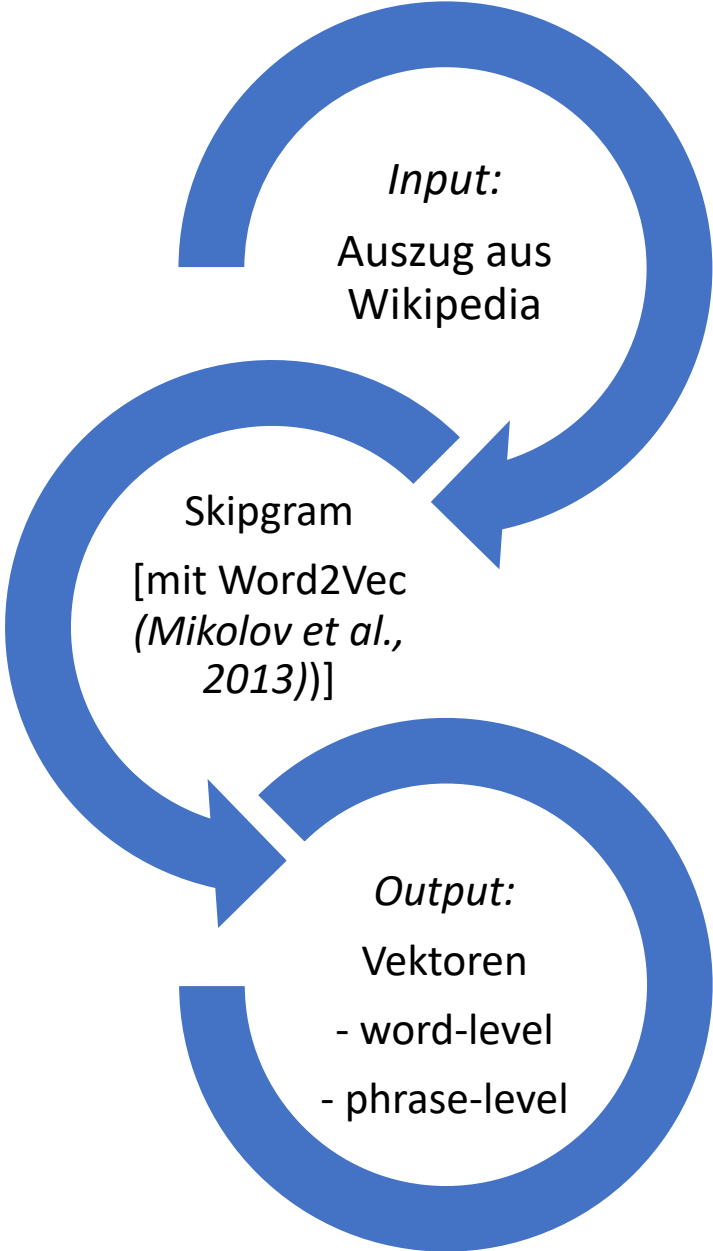 Input:
Auszug aus
Wikipedia
Skipgram
[mit Word2Vec
(Mikolov et al.,
2013))]
Output:
Vektoren
- word-level
- phrase-level